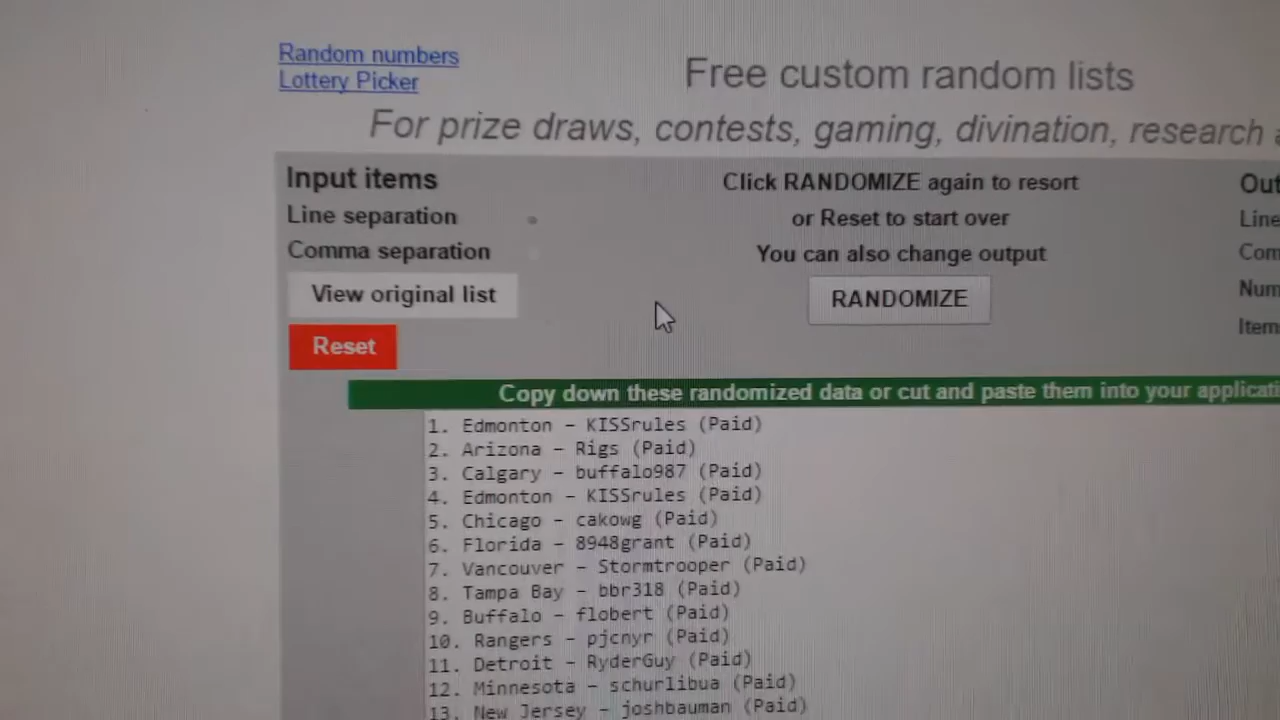 Random numbers
Lottery Picker
Free custom random lists
For prize draws, contests, gaming, divination, research
Input items
Line separation
Comma separation
View original list
Reset
Click RANDOMIZE again to resort
or Reset to start over
You can also change output
RANDOMIZE
Out
Line
Com
Num
Item
Copy down these randomized data or cut and paste them into your applicati
1. Edmonton - KISSrules (Paid)
2. Arizona - Rigs (Paid)
3. Calgary - buffalo987 (Paid)
4. Edmonton - KISSrules (Paid)
5. Chicago - cakowg (Paid)
6. Florida - 8948grant (Paid)
7. Vancouver - Stormtrooper (Paid)
8. Tampa Bay - bbr318 (Paid)
9. Buffalo - flobert (Paid)
10. Rangers - pjcnyr (Paid)
11. Detroit - RyderGuy (Paid)
12. Minnesota - schurlibua (Paid)
13. New Jersey - joshbauman (Paid)